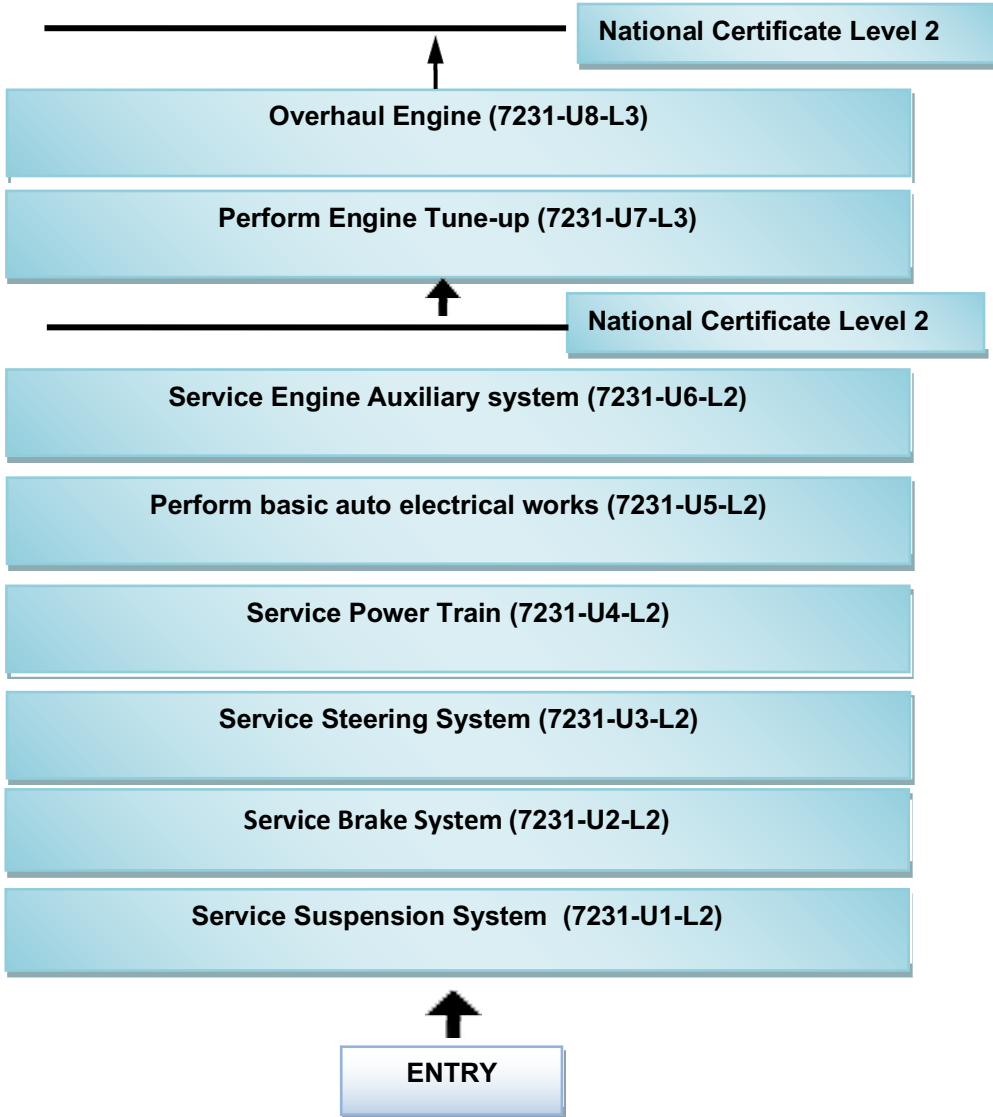 National Certificate Level 2
Overhaul Engine (7231-U8-L3)
Perform Engine Tune-up (7231-U7-L3)
National Certificate Level 2
Service Engine Auxiliary system (7231-U6-L2)
Perform basic auto electrical works (7231-U5-L2)
Service Power Train (7231-U4-L2)
Service Steering System (7231-U3-L2)
Service Brake System (7231-U2-L2)
Service Suspension System (7231-U1-L2)
ENTRY